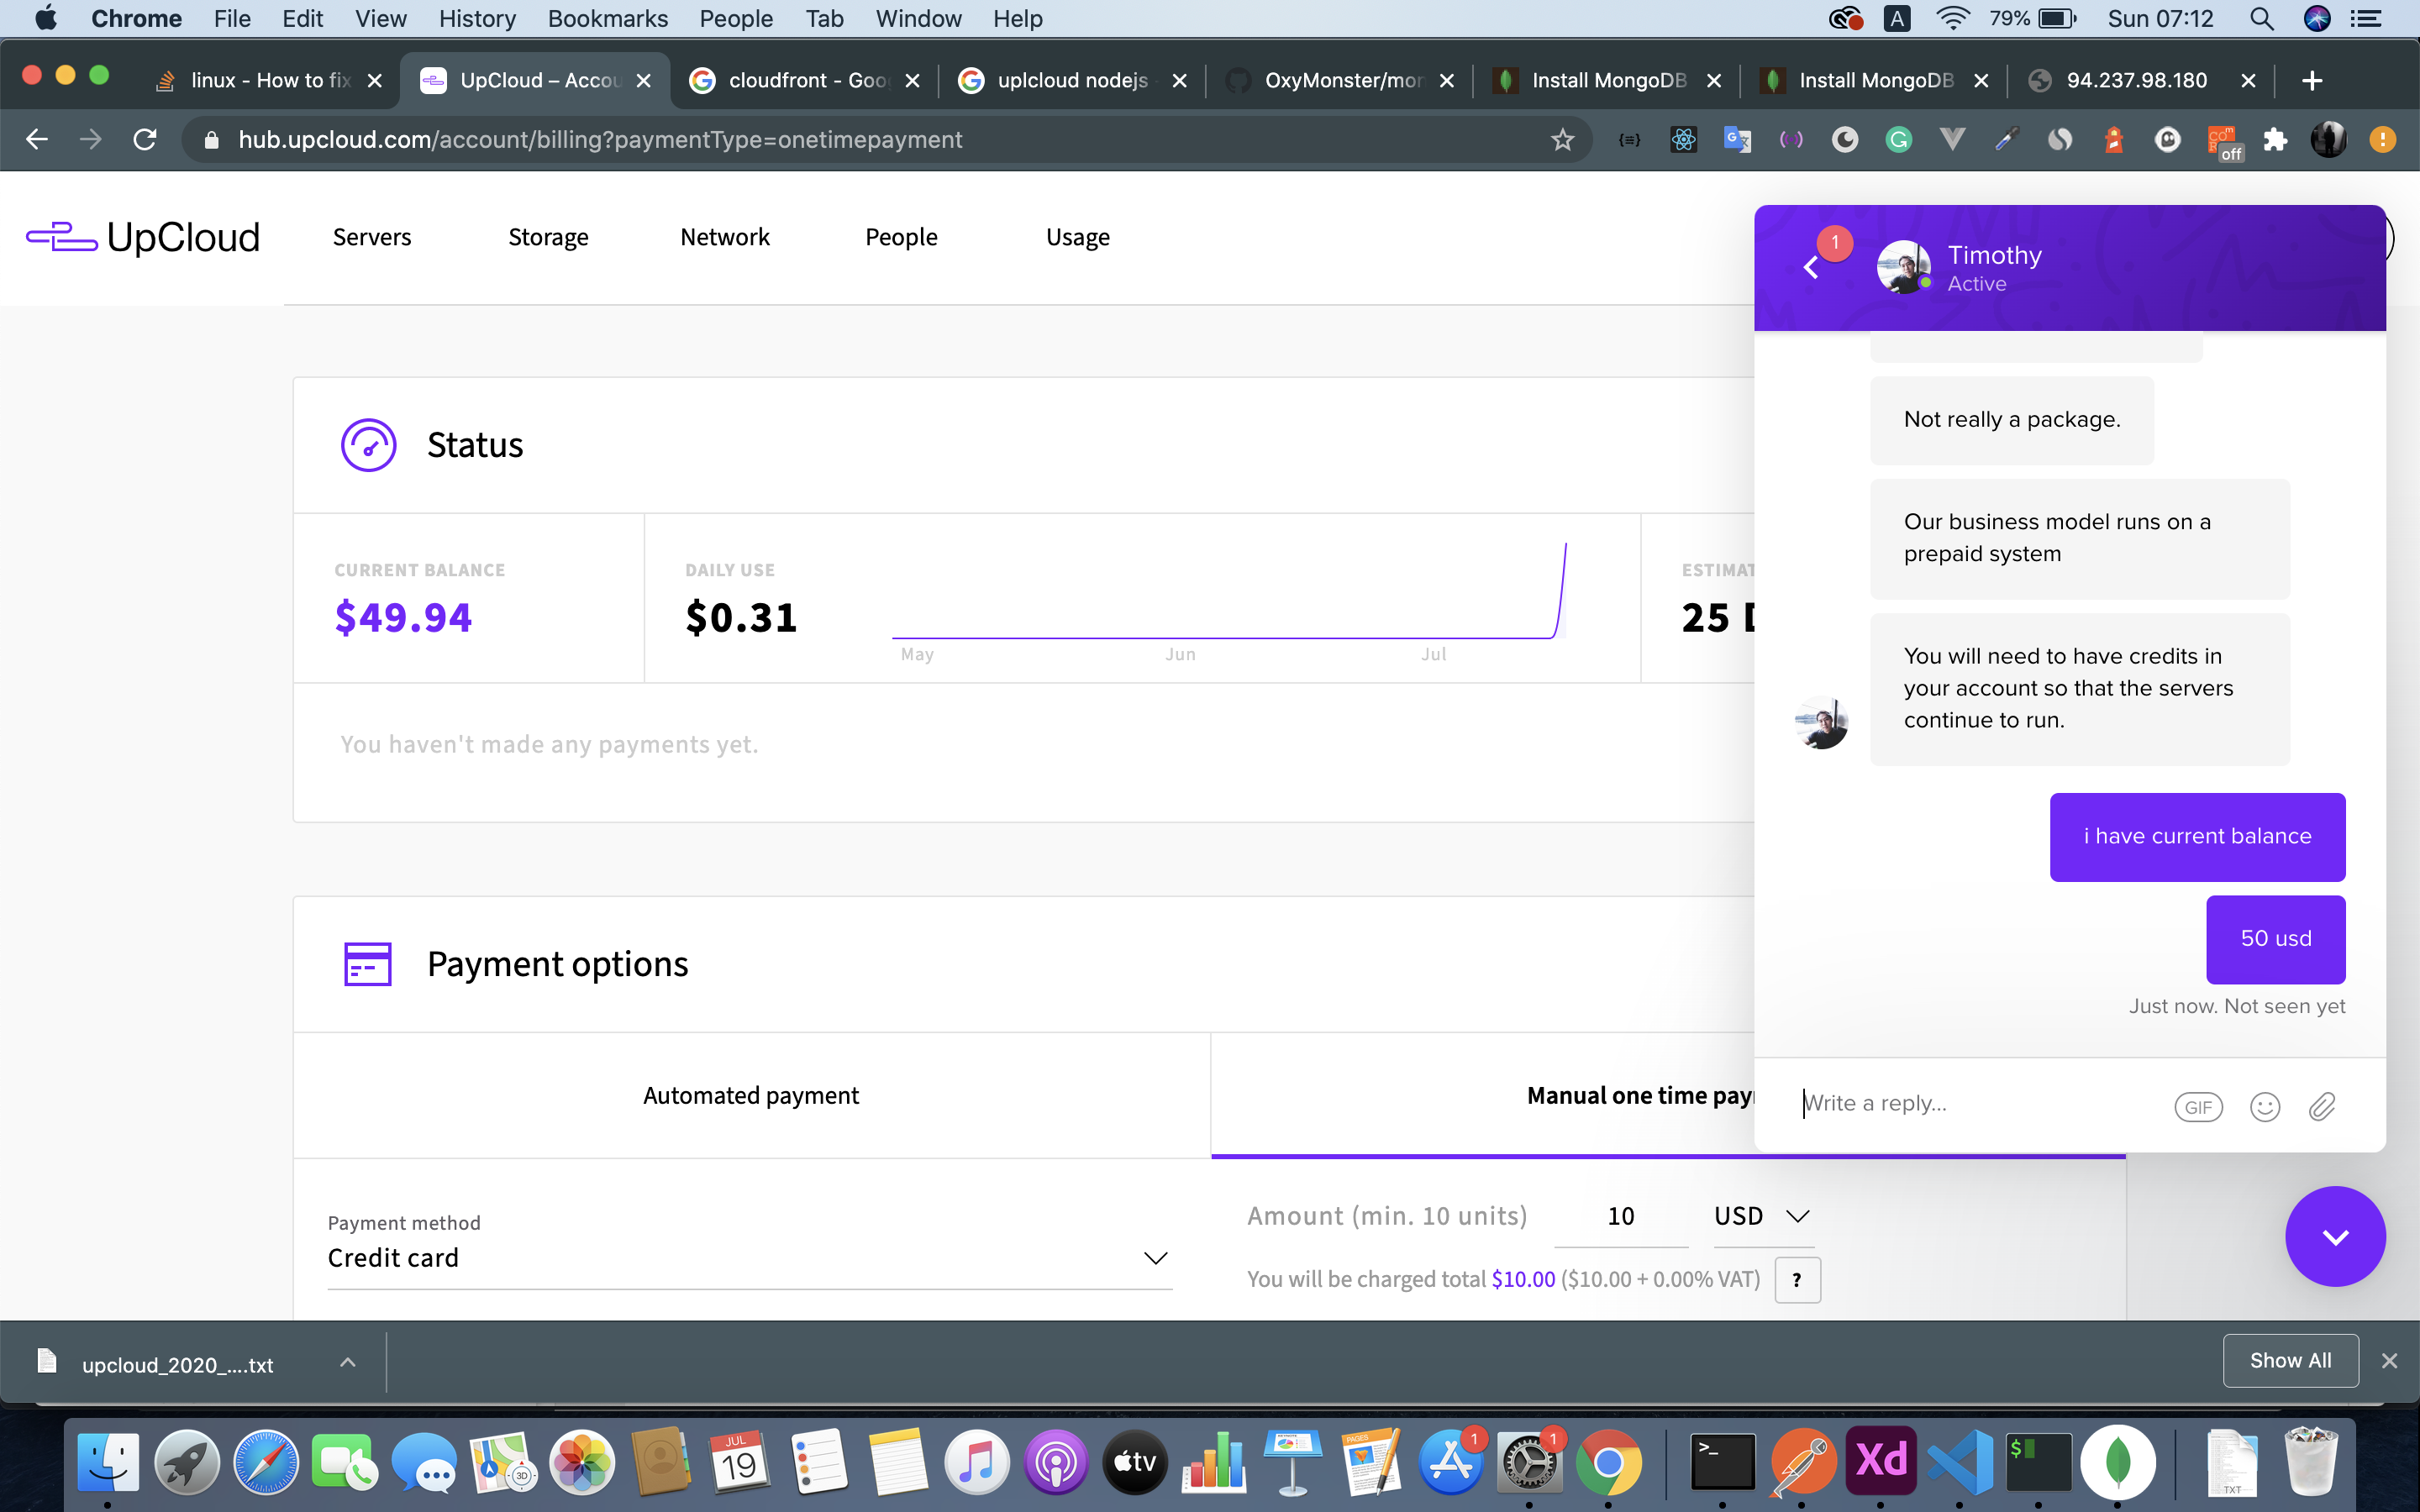 Chrome File Edit View History Bookmarks People Tab Window Help
A 79% Sun 07:12
linux - How to fix
UpCloud – Accou
cloudfront - Goo
uplcloud nodejs
OxyMonster/mon
Install MongoDB
Install MongoDB
94.237.98.180
hub.upcloud.com/account/billing?paymentType=onetimepayment
off
UpCloud
Servers
Storage
Network
People
Usage
1
Timothy
Active
Status
CURRENT BALANCE
$49.94
DAILY USE
$0.31
May
Jun
Jul
ESTIMAT
25 D
You haven't made any payments yet.
Not really a package.
Our business model runs on a
prepaid system
You will need to have credits in
your account so that the servers
continue to run.
i have current balance
50 usd
Just now. Not seen yet
Write a reply...
GIF
Payment options
Automated payment
Manual one time pay
Payment method
Credit card
Amount (min. 10 units)
10
USD
You will be charged total $10.00 ($10.00 + 0.00% VAT)
?
upcloud_2020_....txt
Show All
3D
JUL
19
tv
PAGES
1
1
>_
Xd
$
TXT